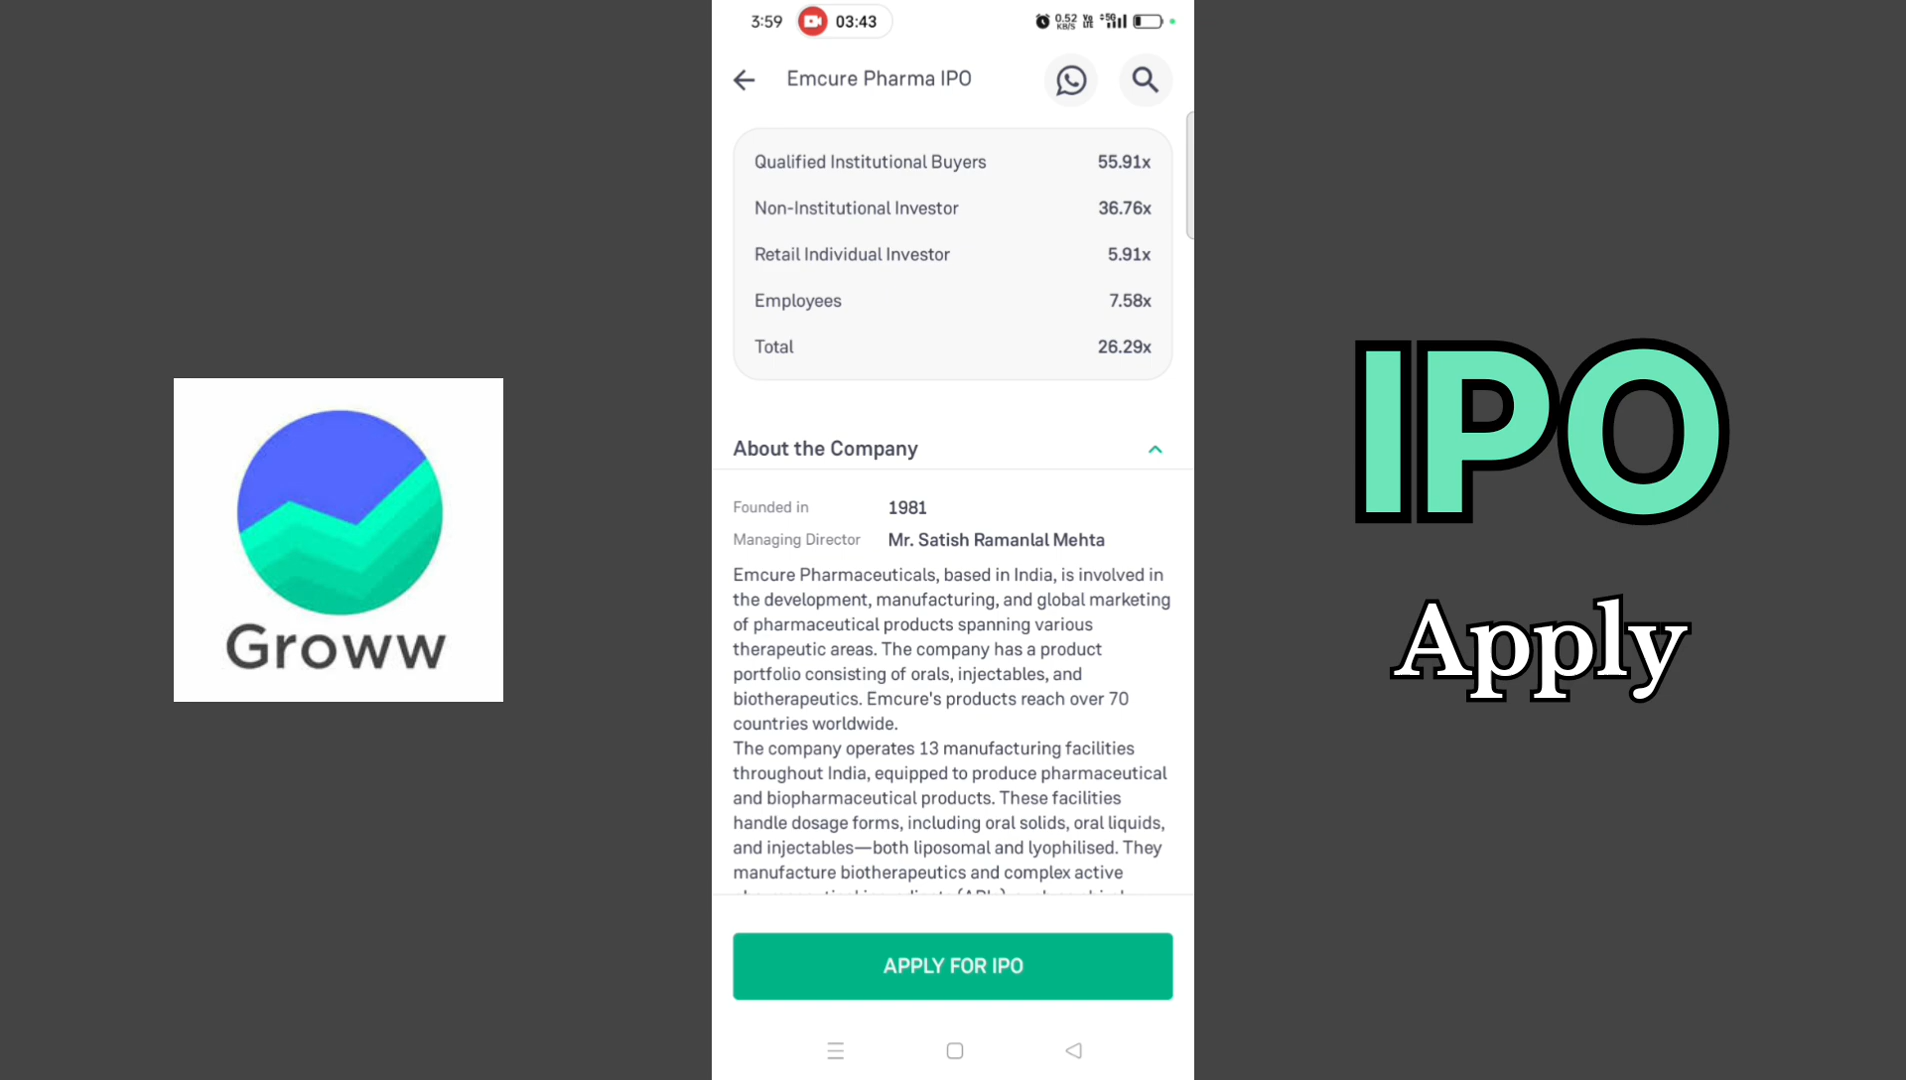 3:59
03:43
0.52
KB/S
5G
Emcure Pharma IPO
Qualified Institutional Buyers 55.91x
Non-Institutional Investor 36.76x
Retail Individual Investor 5.91x
Employees 7.58x
Total 26.29x
About the Company
Founded in 1981
Managing Director Mr. Satish Ramanlal Mehta
Emcure Pharmaceuticals, based in India, is involved in
the development, manufacturing, and global marketing
of pharmaceutical products spanning various
therapeutic areas. The company has a product
portfolio consisting of orals, injectables, and
biotherapeutics. Emcure's products reach over 70
countries worldwide.
The company operates 13 manufacturing facilities
throughout India, equipped to produce pharmaceutical
and biopharmaceutical products. These facilities
handle dosage forms, including oral solids, oral liquids,
and injectables—both liposomal and lyophilised. They
manufacture biotherapeutics and complex active
APPLY FOR IPO
Groww
IPO
Apply